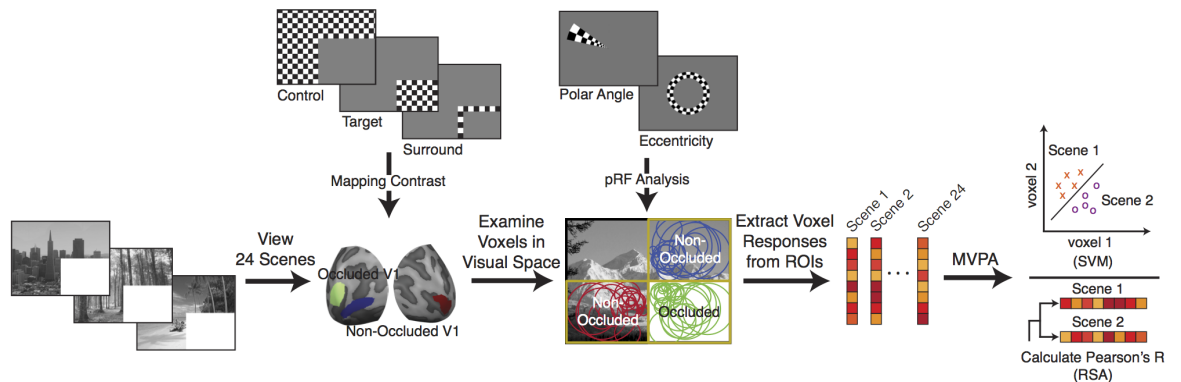 Control
Target
Surround
Mapping Contrast
Polar Angle
Eccentricity
pRF Analysis
View
24 Scenes
Occluded V1
Non-Occluded V1
Examine
Voxels in
Visual Space
Non-
Occluded
Non-
Occluded
Occluded
Extract Voxel
Responses
from ROIs
Scene 1
Scene 2
Scene 24
...
MVPA
voxel 2
Scene 1
x x
x x
x
o
o
o o
o o
Scene 2
voxel 1
(SVM)
Scene 1
Scene 2
Calculate Pearson's R
(RSA)